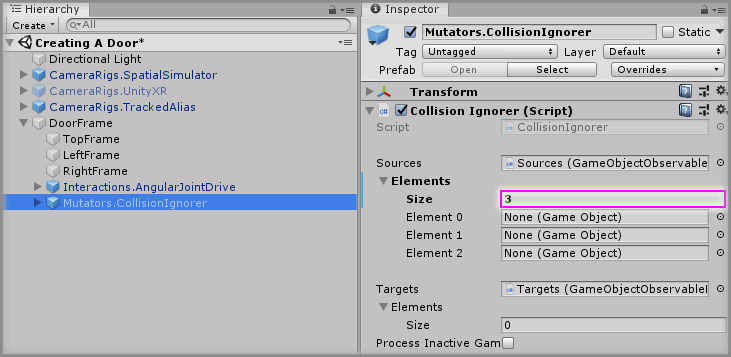 Hierarchy
Create
All
Creating A Door*
Directional Light
CameraRigs.SpatialSimulator
CameraRigs.UnityXR
CameraRigs.TrackedAlias
DoorFrame
TopFrame
LeftFrame
RightFrame
Interactions.AngularJointDrive
Mutators.CollisionIgnorer
Inspector
Mutators.CollisionIgnorer Static
Tag Untagged Layer Default
Prefab Open Select Overrides
Transform
Collision Ignorer (Script)
Script CollisionIgnorer
Sources Sources (GameObjectObservable
Elements
Size 3
Element 0 None (Game Object)
Element 1 None (Game Object)
Element 2 None (Game Object)
Targets Targets (GameObjectObservableL
Elements
Size 0
Process Inactive Gam